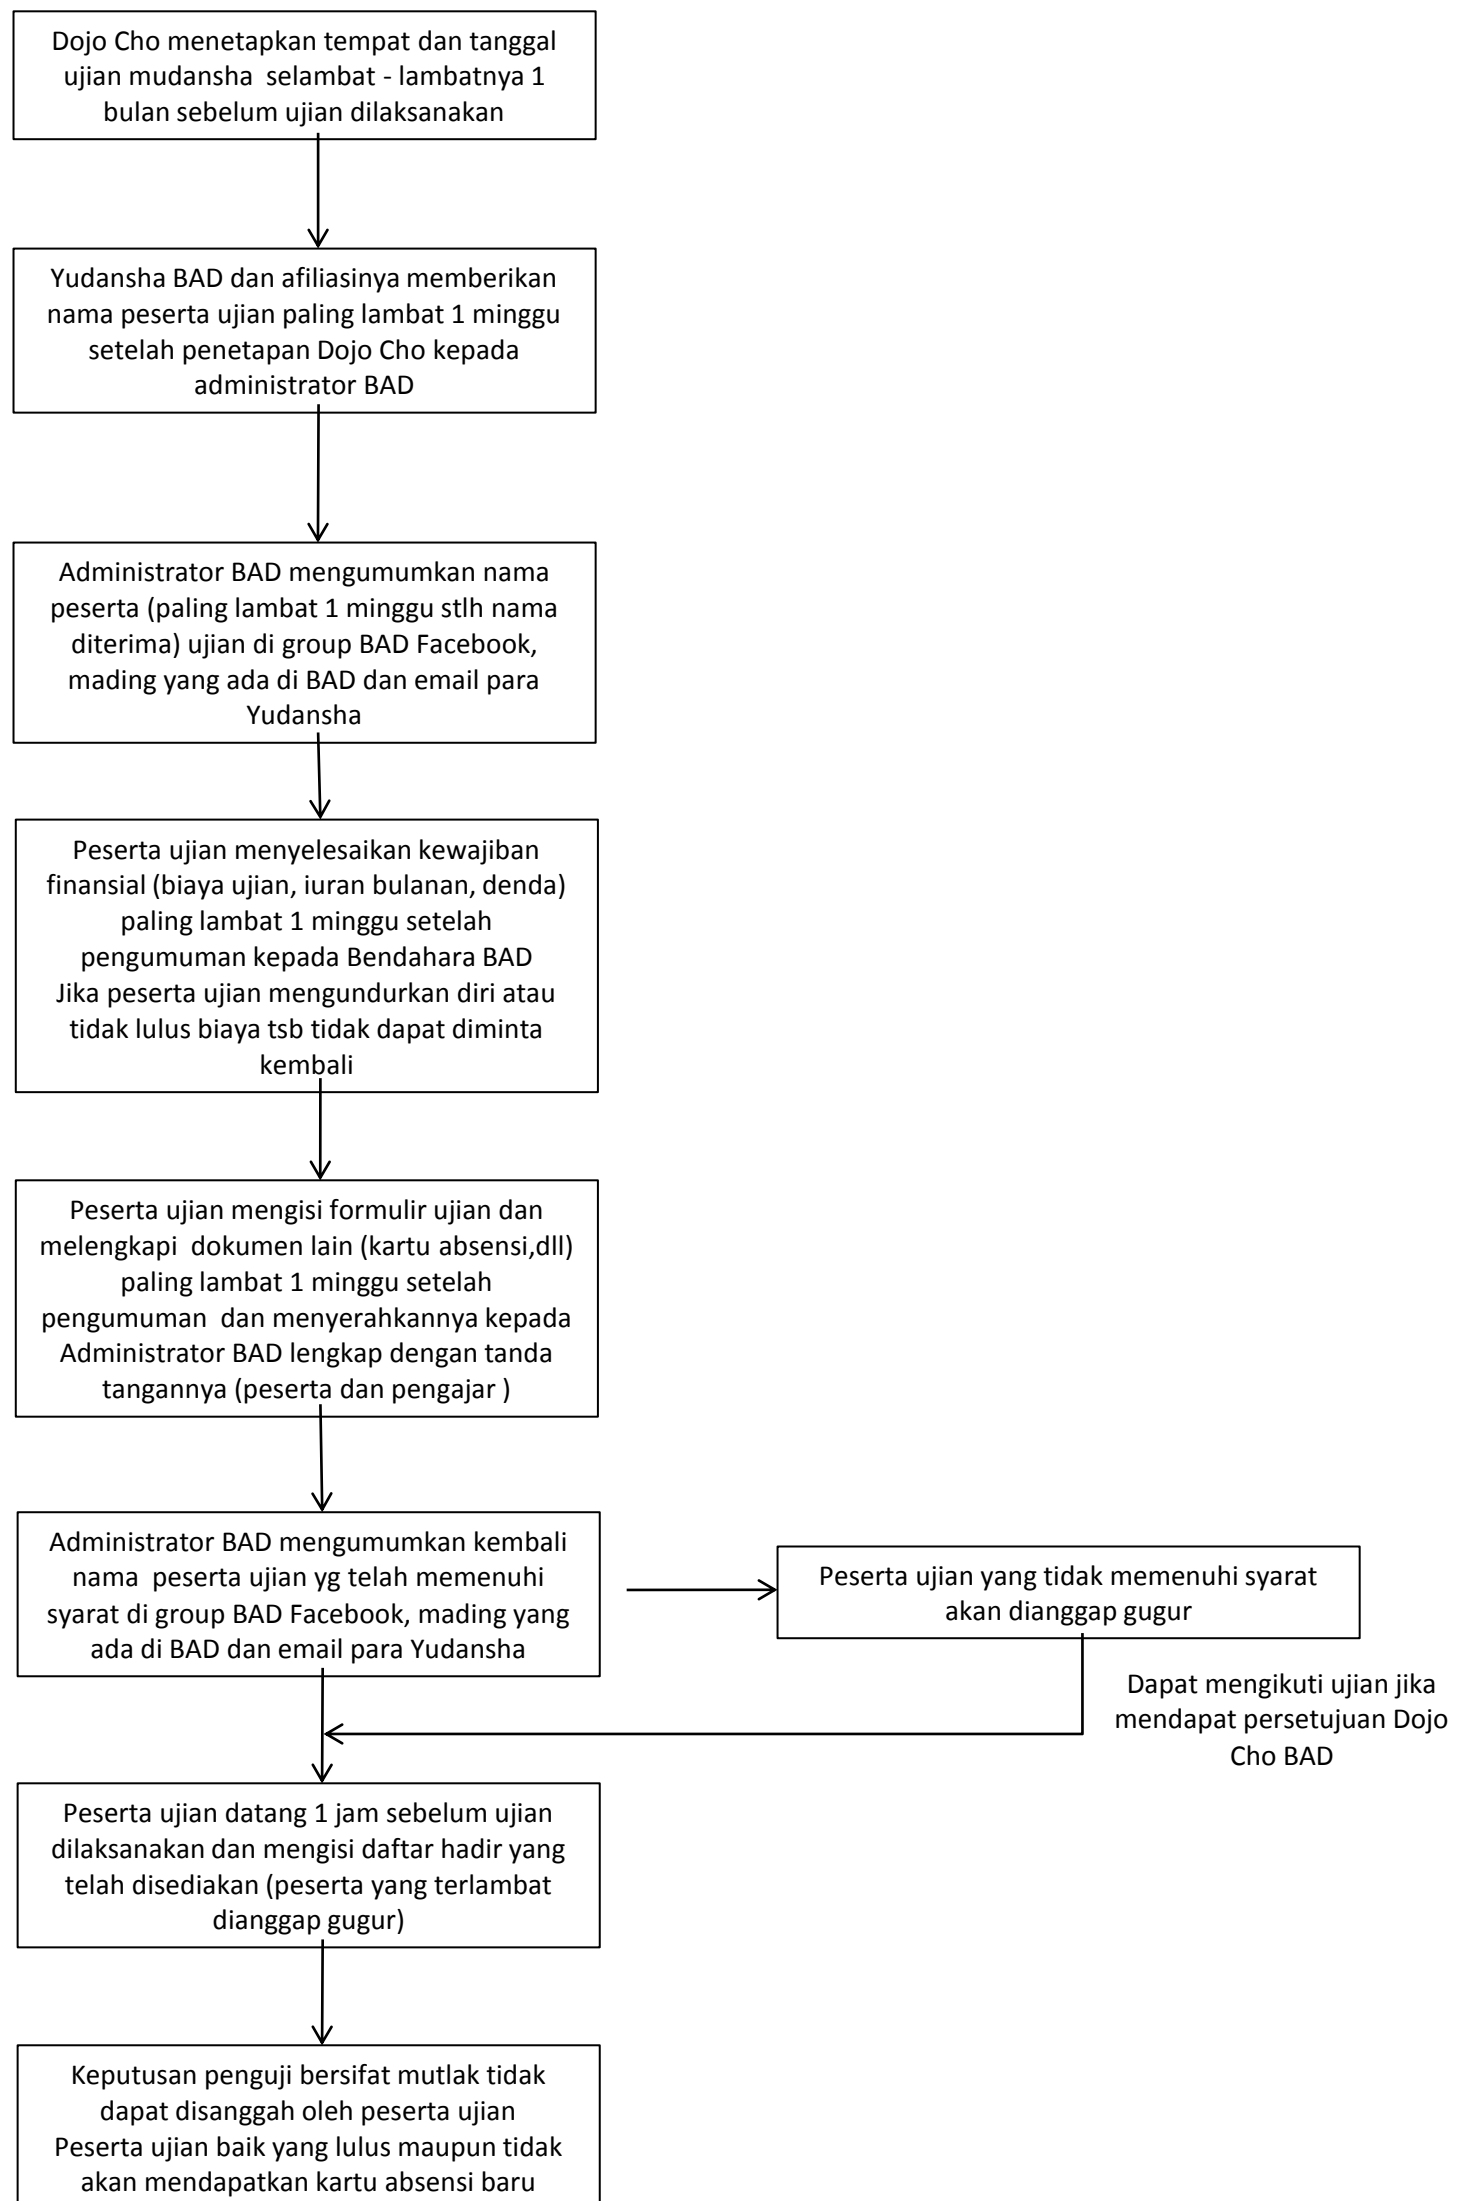 Dojo Cho menetapkan tempat dan tanggal
ujian mudansha  selambat - lambatnya 1
bulan sebelum ujian dilaksanakan
Yudansha BAD dan afiliasinya memberikan
nama peserta ujian paling lambat 1 minggu
setelah penetapan Dojo Cho kepada
administrator BAD
Administrator BAD mengumumkan nama
peserta (paling lambat 1 minggu stlh nama
diterima) ujian di group BAD Facebook,
mading yang ada di BAD dan email para
Yudansha
Peserta ujian menyelesaikan kewajiban
finansial (biaya ujian, iuran bulanan, denda)
paling lambat 1 minggu setelah
pengumuman kepada Bendahara BAD
Jika peserta ujian mengundurkan diri atau
tidak lulus biaya tsb tidak dapat diminta
kembali
Peserta ujian mengisi formulir ujian dan
melengkapi  dokumen lain (kartu absensi,dll)
paling lambat 1 minggu setelah
pengumuman  dan menyerahkannya kepada
Administrator BAD lengkap dengan tanda
tangannya (peserta dan pengajar )
Administrator BAD mengumumkan kembali
nama  peserta ujian yg telah memenuhi
syarat di group BAD Facebook, mading yang
ada di BAD dan email para Yudansha
Peserta ujian yang tidak memenuhi syarat
akan dianggap gugur
Dapat mengikuti ujian jika
mendapat persetujuan Dojo
Cho BAD
Peserta ujian datang 1 jam sebelum ujian
dilaksanakan dan mengisi daftar hadir yang
telah disediakan (peserta yang terlambat
dianggap gugur)
Keputusan penguji bersifat mutlak tidak
dapat disanggah oleh peserta ujian
Peserta ujian baik yang lulus maupun tidak
akan mendapatkan kartu absensi baru